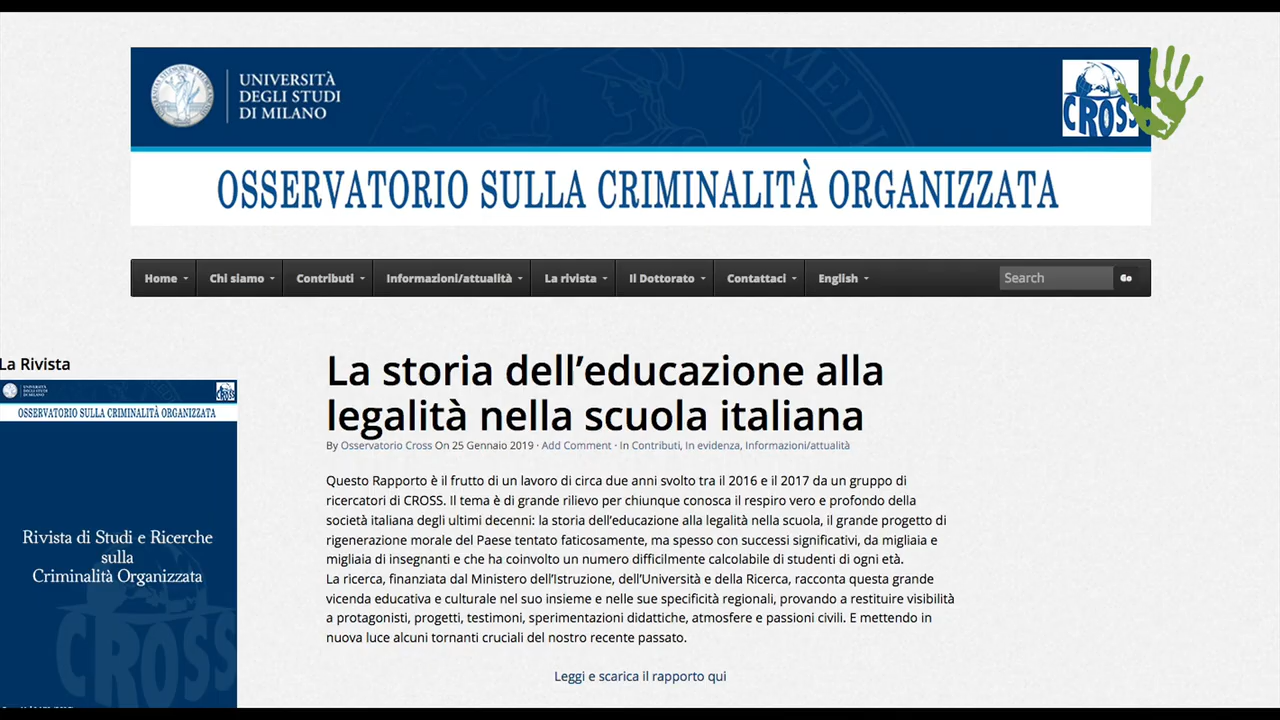 UNIVERSITÀ
DEGLI STUDI
DI MILANO
CROSS
OSSERVATORIO SULLA CRIMINALITÀ ORGANIZZATA
Home
Chi siamo
Contributi
Informazioni/attualità
La rivista
Il Dottorato
Contattaci
English
Search
Go
La Rivista
UNIVERSITÀ
DEGLI STUDI
DI MILANO
CROSS
OSSERVATORIO SULLA CRIMINALITÀ ORGANIZZATA
Rivista di Studi e Ricerche
sulla
Criminalità Organizzata
CROSS
La storia dell’educazione alla
legalità nella scuola italiana
By Osservatorio Cross On 25 Gennaio 2019 · Add Comment · In Contributi, In evidenza, Informazioni/attualità
Questo Rapporto è il frutto di un lavoro di circa due anni svolto tra il 2016 e il 2017 da un gruppo di
ricercatori di CROSS. Il tema è di grande rilievo per chiunque conosca il respiro vero e profondo della
società italiana degli ultimi decenni: la storia dell’educazione alla legalità nella scuola, il grande progetto di
rigenerazione morale del Paese tentato faticosamente, ma spesso con successi significativi, da migliaia e
migliaia di insegnanti e che ha coinvolto un numero difficilmente calcolabile di studenti di ogni età.
La ricerca, finanziata dal Ministero dell’Istruzione, dell’Università e della Ricerca, racconta questa grande
vicenda educativa e culturale nel suo insieme e nelle sue specificità regionali, provando a restituire visibilità
a protagonisti, progetti, testimoni, sperimentazioni didattiche, atmosfere e passioni civili. E mettendo in
nuova luce alcuni tornanti cruciali del nostro recente passato.
Leggi e scarica il rapporto qui